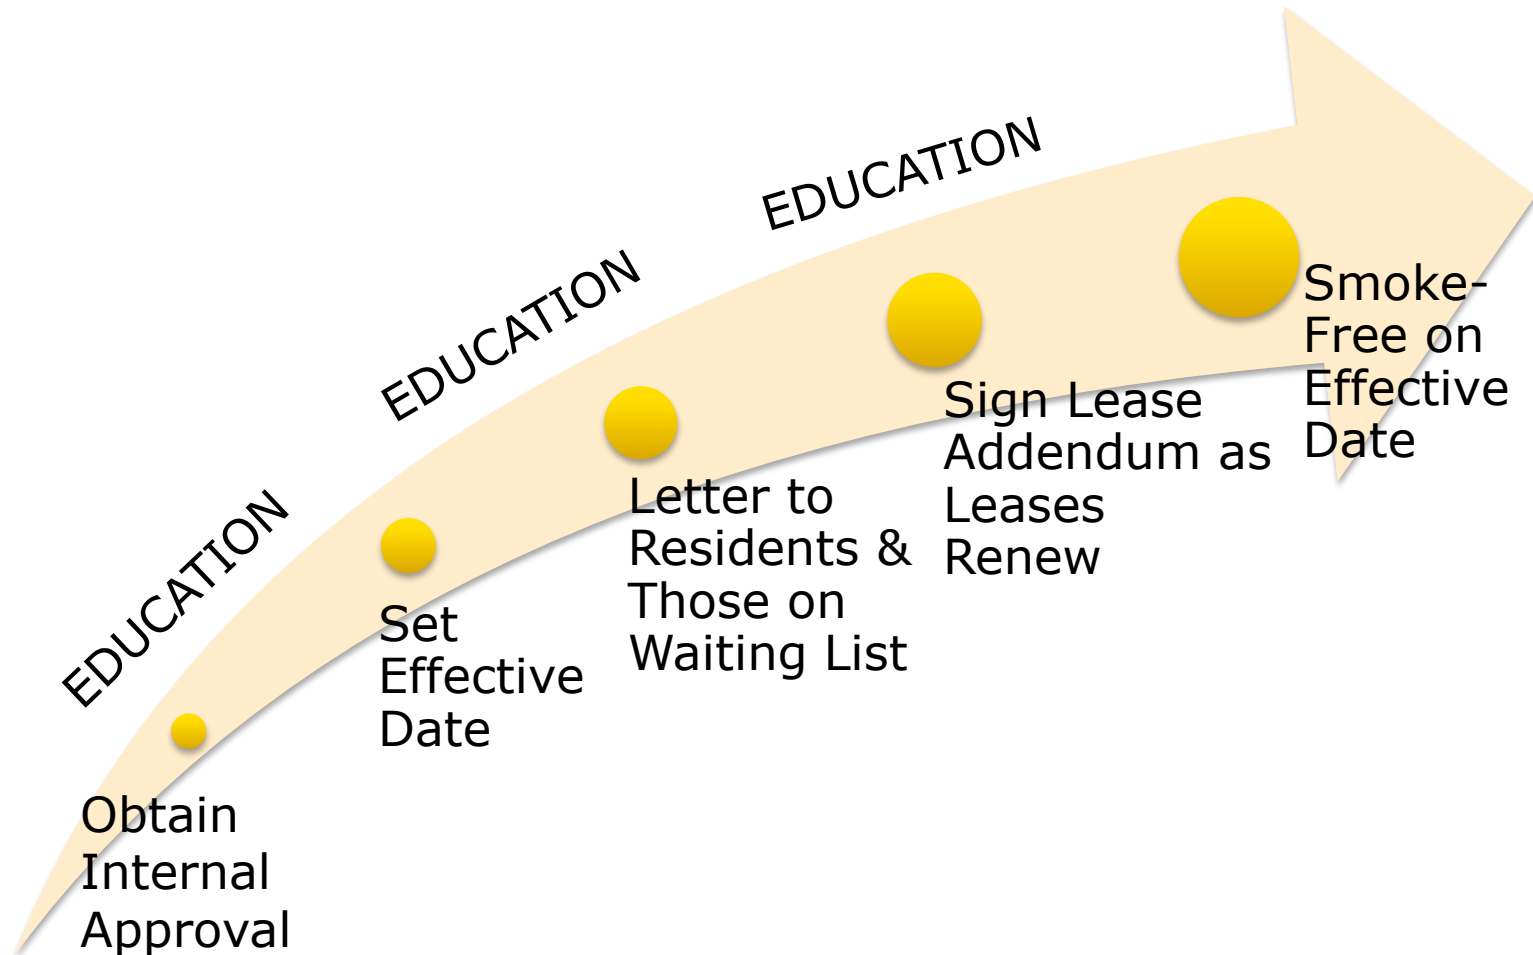 EDUCATION
EDUCATION
EDUCATION
Obtain
Internal
Approval
Set
Effective
Date
Letter to
Residents &
Those on
Waiting List
Sign Lease
Addendum as
Leases
Renew
Smoke-
Free on
Effective
Date